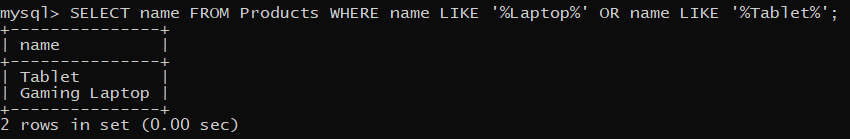 mysql> SELECT name FROM Products WHERE name LIKE '%Laptop%' OR name LIKE '%Tablet%';
+---------------+
| name          |
+---------------+
| Tablet        |
| Gaming Laptop |
+---------------+
2 rows in set (0.00 sec)